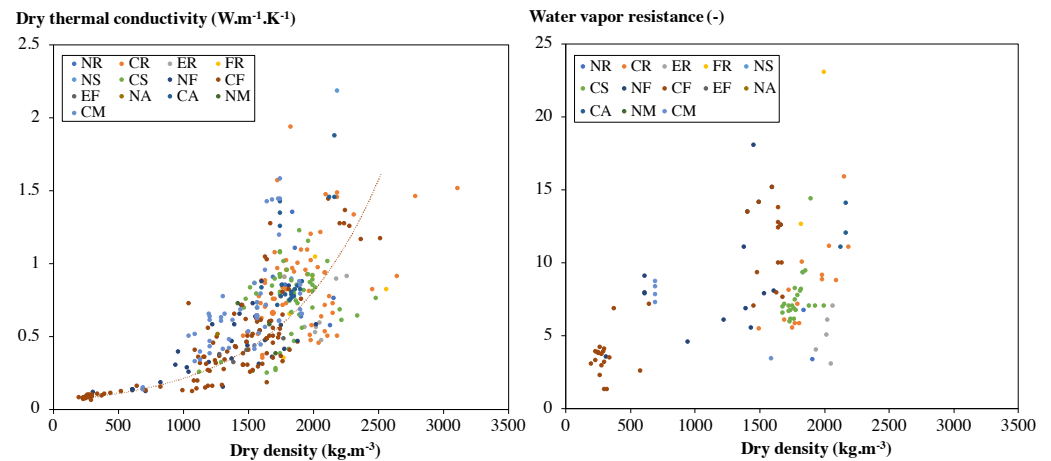 Dry thermal conductivity (W.m⁻¹.K⁻¹)
2.5
2
1.5
1
0.5
0
NR CR ER FR
NS CS NF CF
EF NA CA NM
CM
0 500 1000 1500 2000 2500 3000 3500
Dry density (kg.m⁻³)
Water vapor resistance (-)
25
20
15
10
5
0
NR CR ER FR NS
CS NF CF EF NA
CA NM CM
0 500 1000 1500 2000 2500 3000 3500
Dry density (kg.m⁻³)